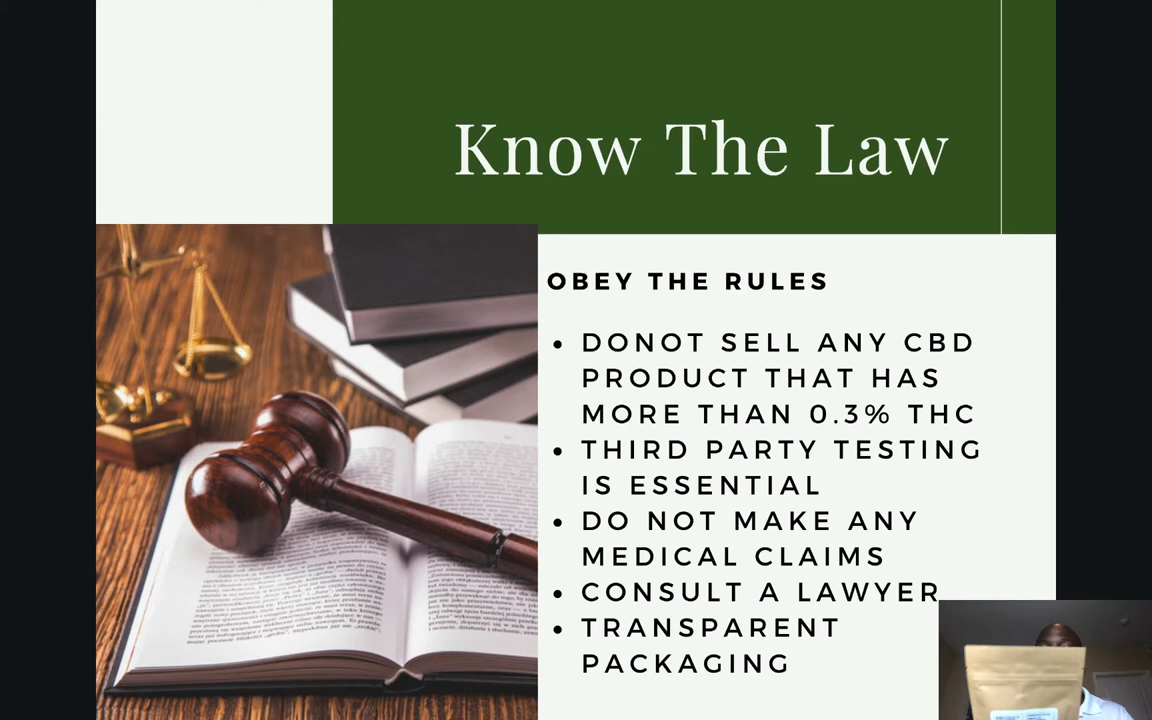 Know The Law
OBEY THE RULES
DONOT SELL ANY CBD
PRODUCT THAT HAS
MORE THAN 0.3% THC
THIRD PARTY TESTING
IS ESSENTIAL
DO NOT MAKE ANY
MEDICAL CLAIMS
CONSULT A LAWYER
TRANSPARENT
PACKAGING